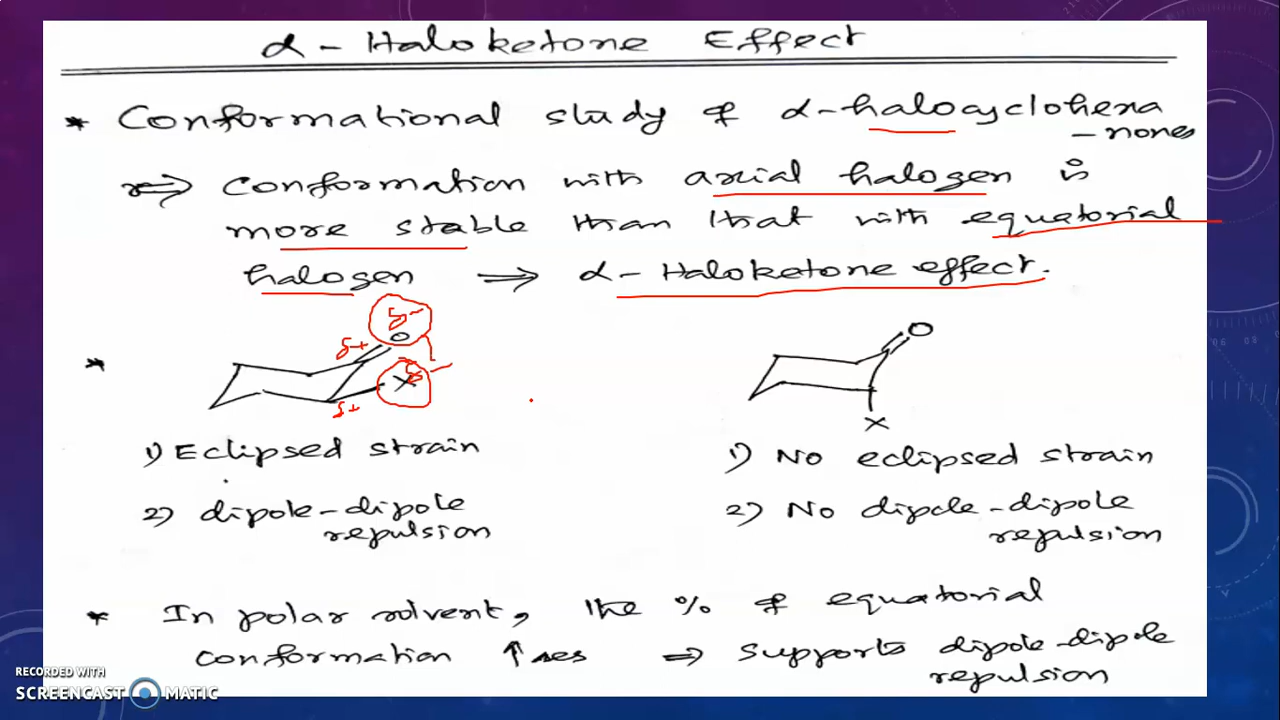 α - Haloketone Effect
* Conformational study of α-halocyclohexa
- nones
⇒ Conformation with axial halogen is
more stable than that with equatorial
halogen ⇒ α - Haloketone effect.
δ-
δ+ O O
*
δ-
X
δ+
X
1) Eclipsed strain 1) No eclipsed strain
2) dipole-dipole 2) No dipole-dipole
repulsion repulsion
* In polar solvent, the % of equatorial
conformation ↑ses ⇒ supports dipole-dipole
repulsion
RECORDED WITH
SCREENCAST MATIC